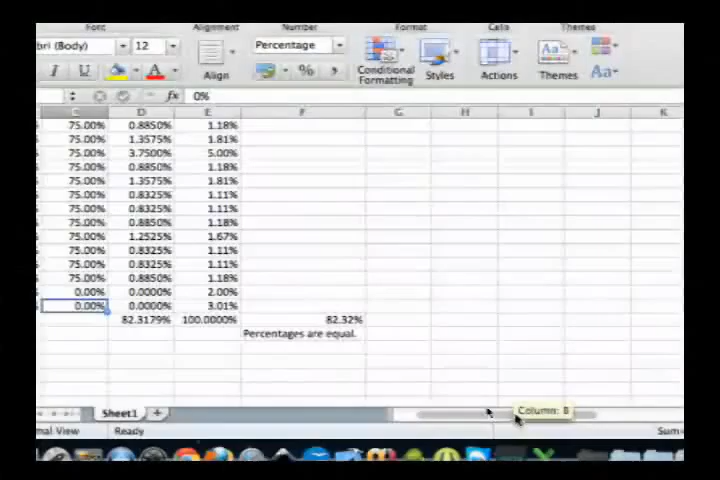 Font Alignment Number Format Cells Themes
bri (Body) 12 Percentage
I U A % , Conditional Formatting Styles Actions Themes Aa
Align
fx 0%
C D E F G H I J K
75.00% 0.8850% 1.18%
75.00% 1.3575% 1.81%
75.00% 3.7500% 5.00%
75.00% 0.8850% 1.18%
75.00% 1.3575% 1.81%
75.00% 0.8325% 1.11%
75.00% 0.8325% 1.11%
75.00% 0.8850% 1.18%
75.00% 1.2525% 1.67%
75.00% 0.8325% 1.11%
75.00% 0.8325% 1.11%
75.00% 0.8850% 1.18%
0.00% 0.0000% 2.00%
0.00% 0.0000% 3.01%
82.3179% 100.0000% 82.32%
Percentages are equal.
Sheet1 +
Column: B
mal View Ready Sum=